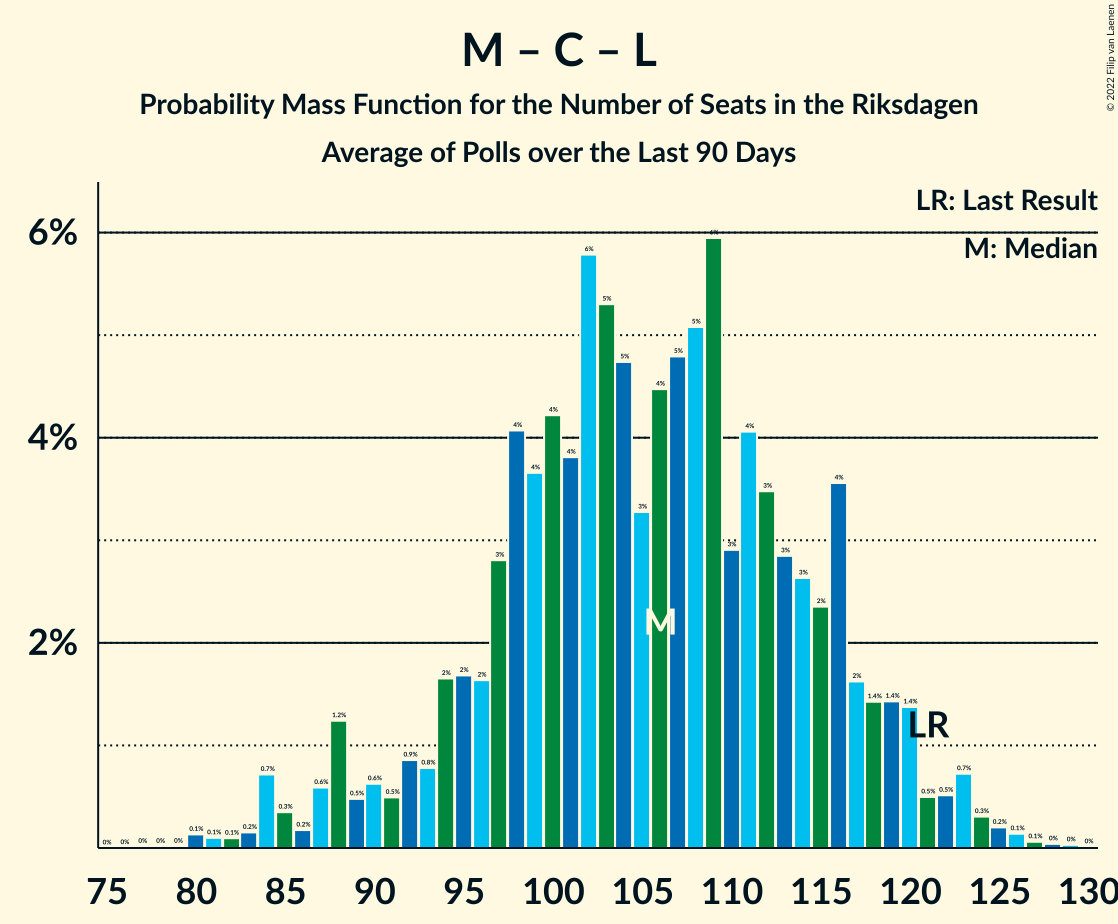 M – C – L
Probability Mass Function for the Number of Seats in the Riksdagen
Average of Polls over the Last 90 Days
© 2022 Filip van Laenen
LR: Last Result
M: Median
6%
4%
2%
0% 0% 0% 0% 0% 0.1% 0.1% 0.1% 0.2% 0.7% 0.3% 0.2% 0.6% 1.2% 0.5% 0.6% 0.5% 0.9% 0.8% 2% 2% 2% 3% 4% 4% 4% 4% 6% 5% 5% 3% 4% 5% 5% 6% 3% 4% 3% 3% 3% 2% 4% 2% 1.4% 1.4% 1.4% 0.5% 0.5% 0.7% 0.3% 0.2% 0.1% 0.1% 0% 0% 0%
M
LR
75 80 85 90 95 100 105 110 115 120 125 130